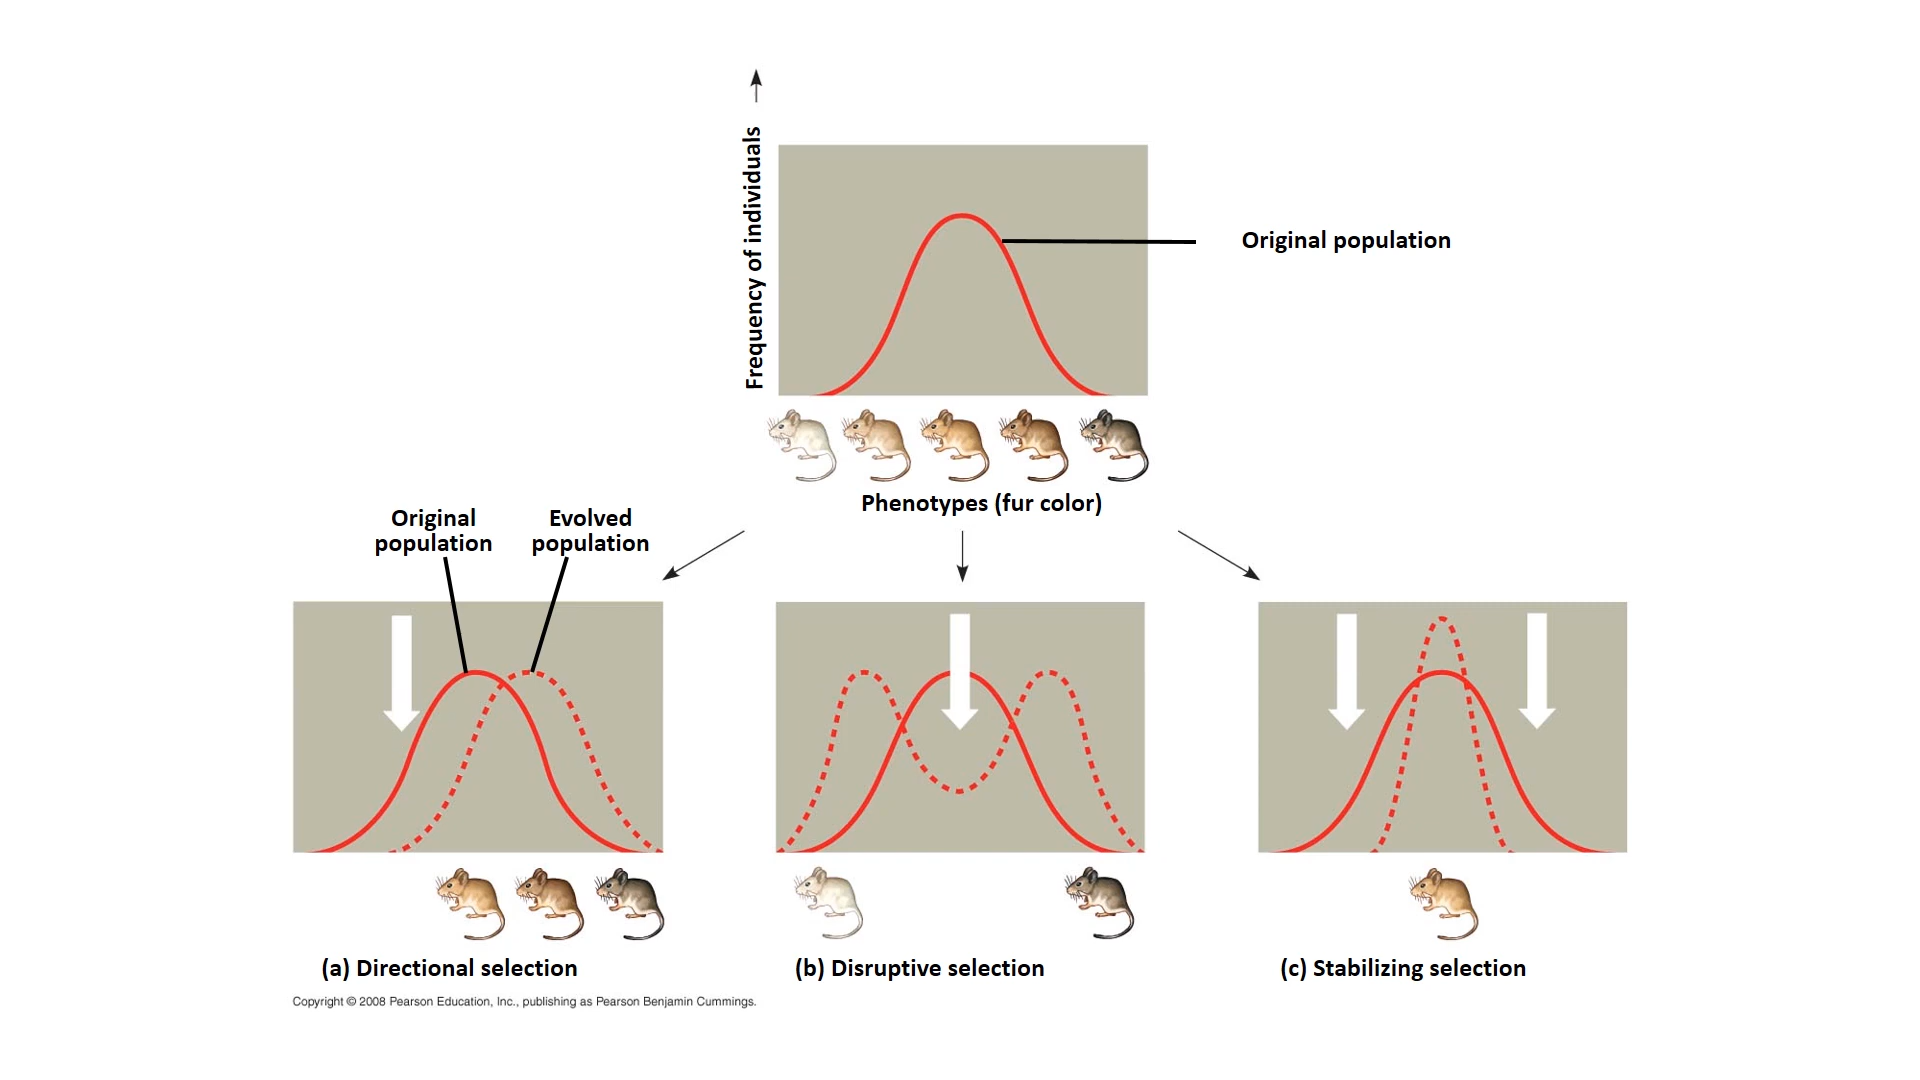 Frequency of individuals
Original population
Phenotypes (fur color)
Original
population
Evolved
population
(a) Directional selection
(b) Disruptive selection
(c) Stabilizing selection
Copyright © 2008 Pearson Education, Inc., publishing as Pearson Benjamin Cummings.